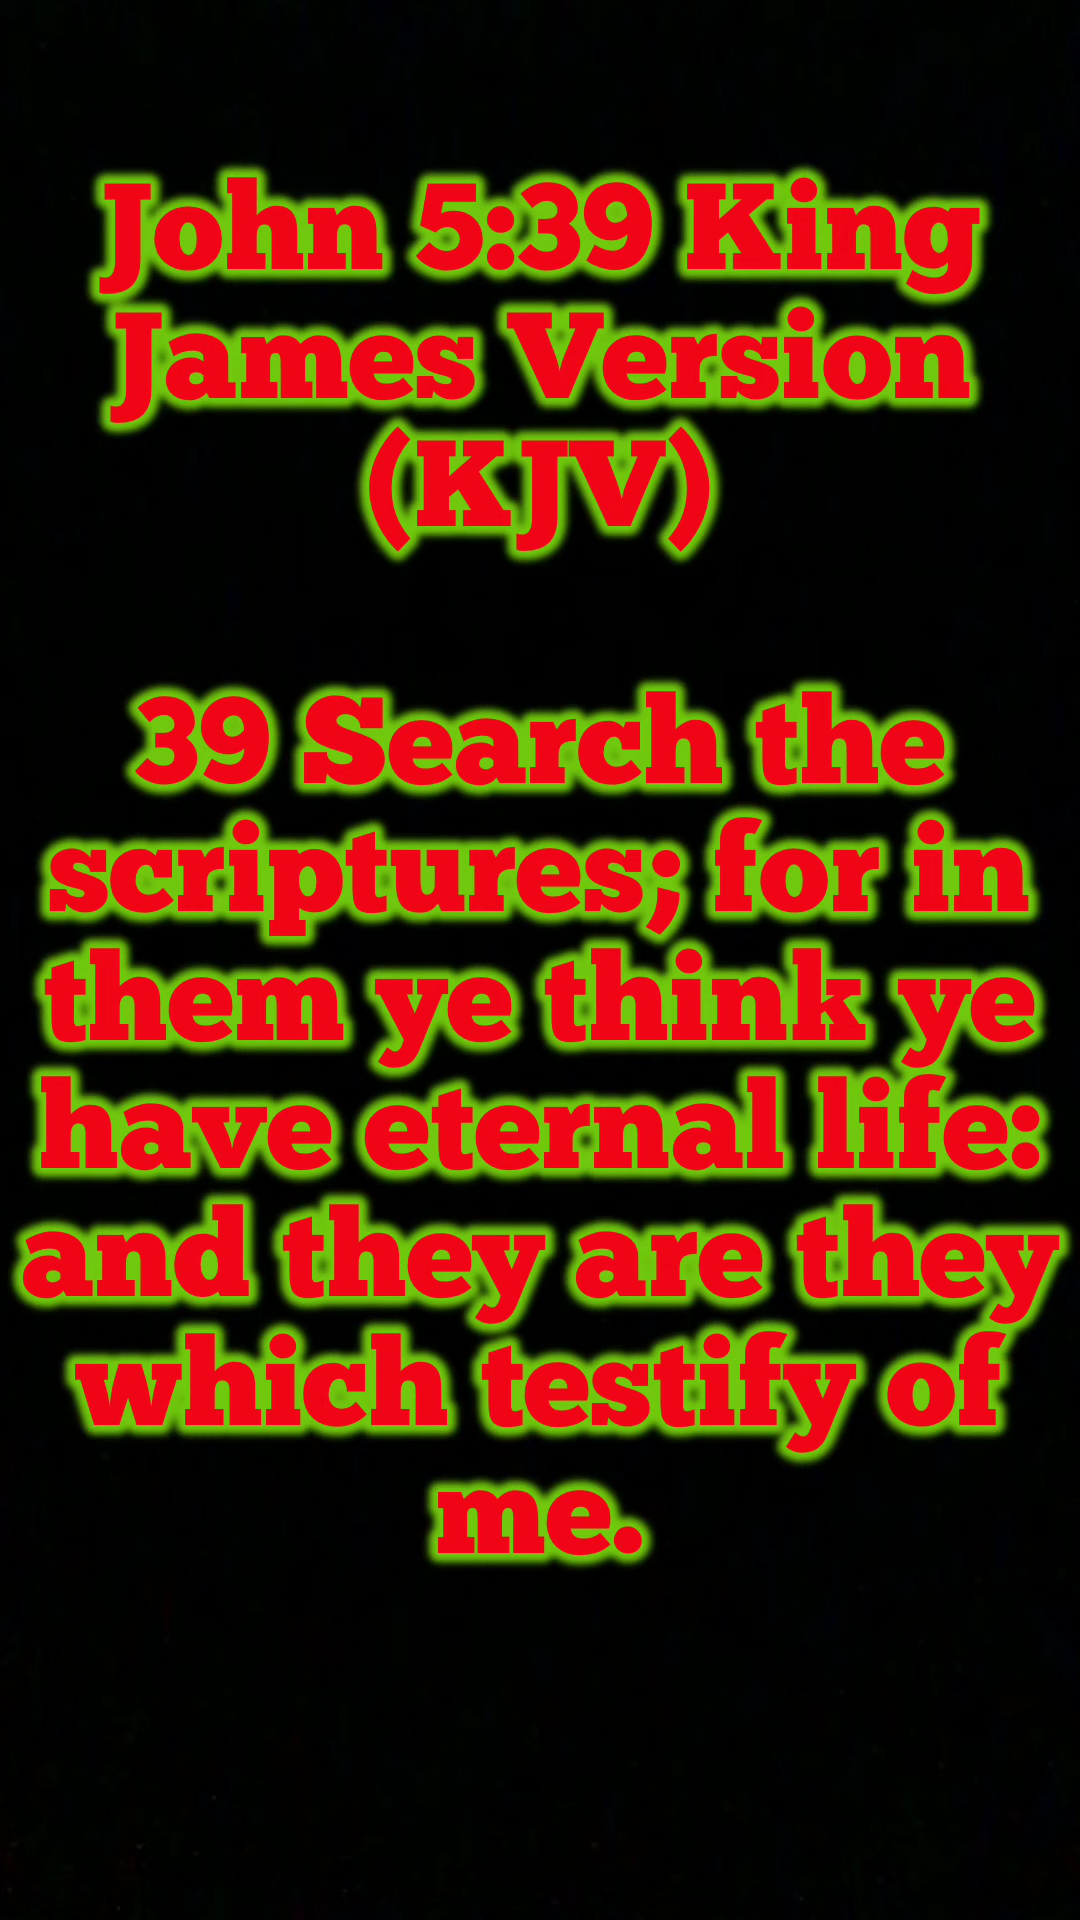 John 5:39 King
James Version
(KJV)
39 Search the
scriptures; for in
them ye think ye
have eternal life:
and they are they
which testify of
me.